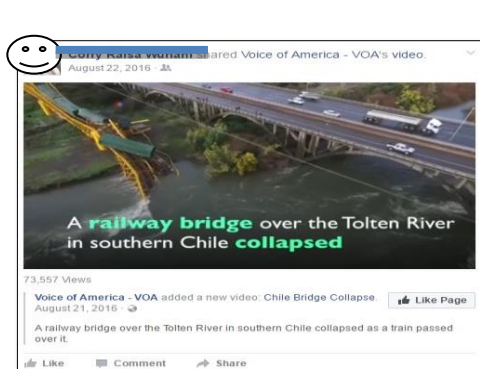 shared Voice of America - VOA's video.
August 22, 2016
A railway bridge over the Tolten River
in southern Chile collapsed
73,557 Views
Voice of America - VOA added a new video: Chile Bridge Collapse.
August 21, 2016
Like Page
A railway bridge over the Tolten River in southern Chile collapsed as a train passed
over it.
Like Comment Share